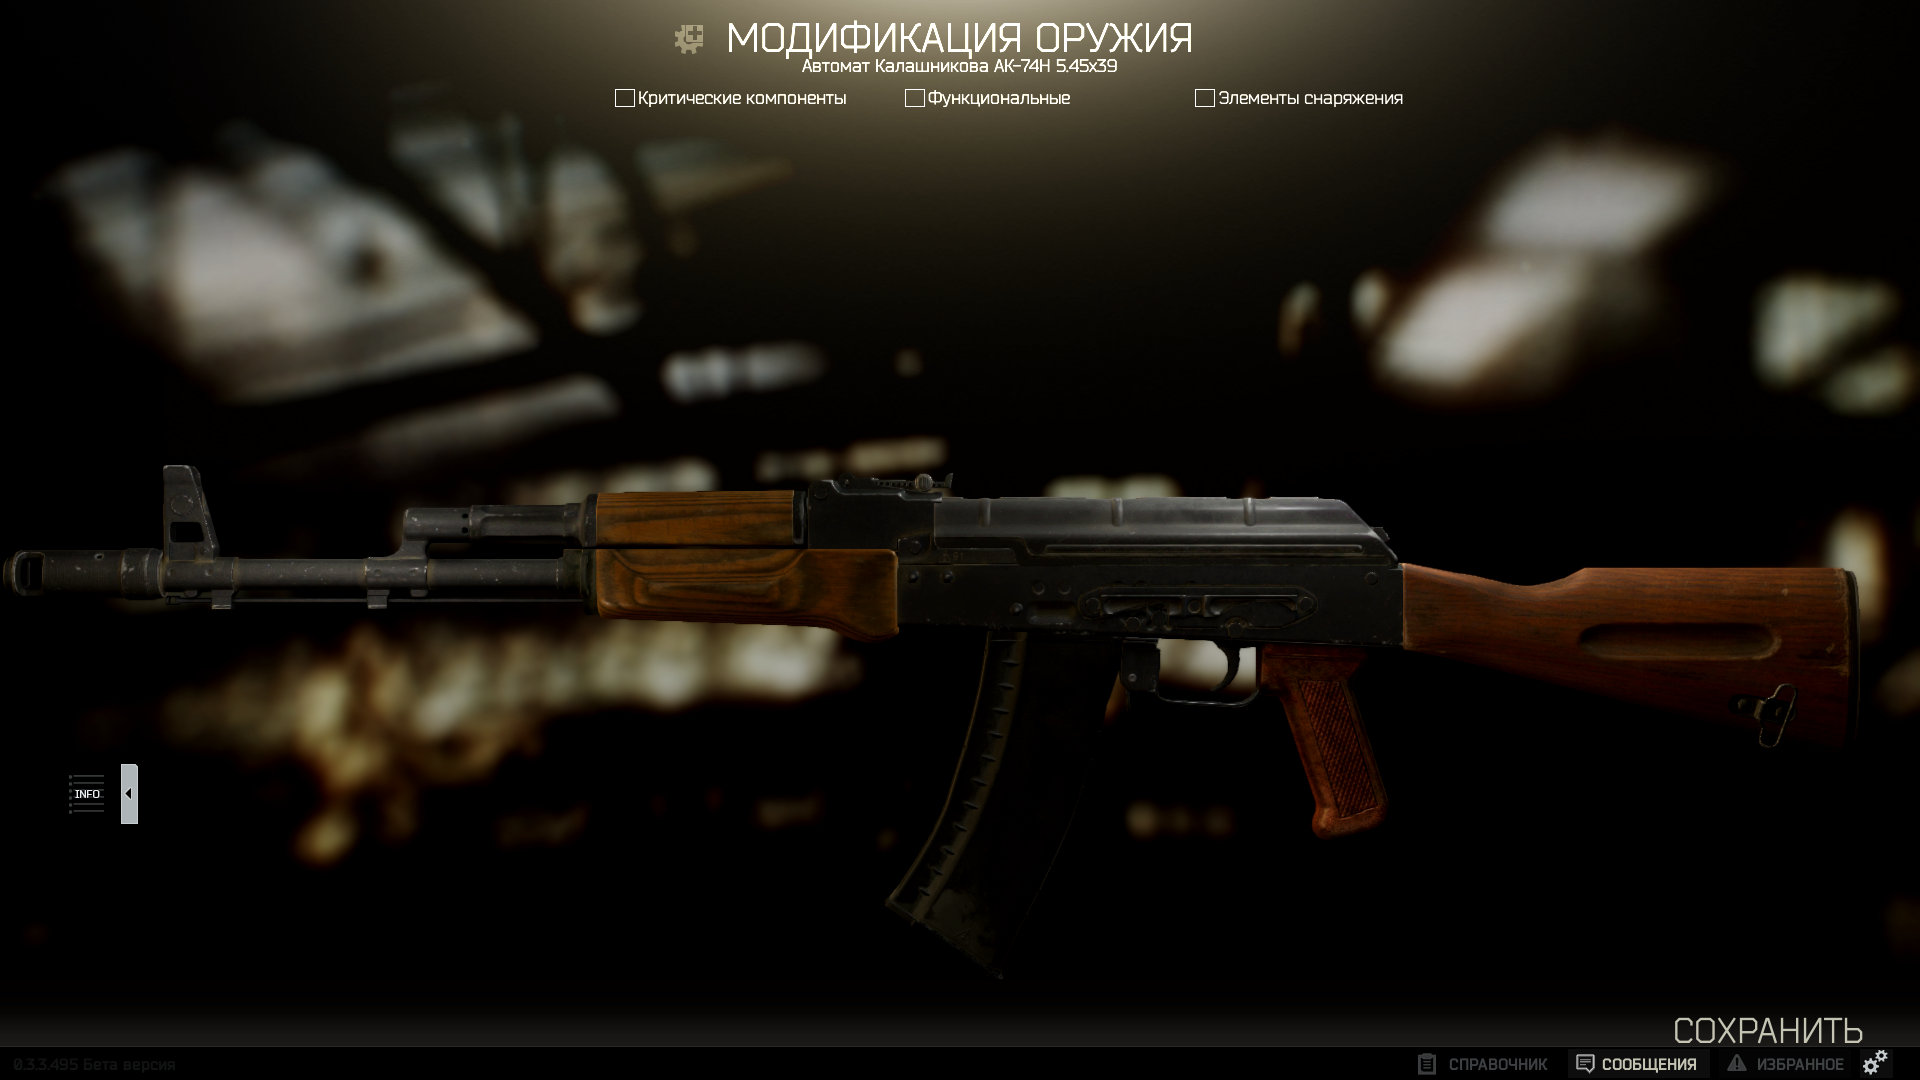 МОДИФИКАЦИЯ ОРУЖИЯ
Автомат Калашникова АК-74Н 5.45x39
Критические компоненты Функциональные Элементы снаряжения
INFO
СОХРАНИТЬ
0.3.3.495 Бета версия СПРАВОЧНИК СООБЩЕНИЯ ИЗБРАННОЕ